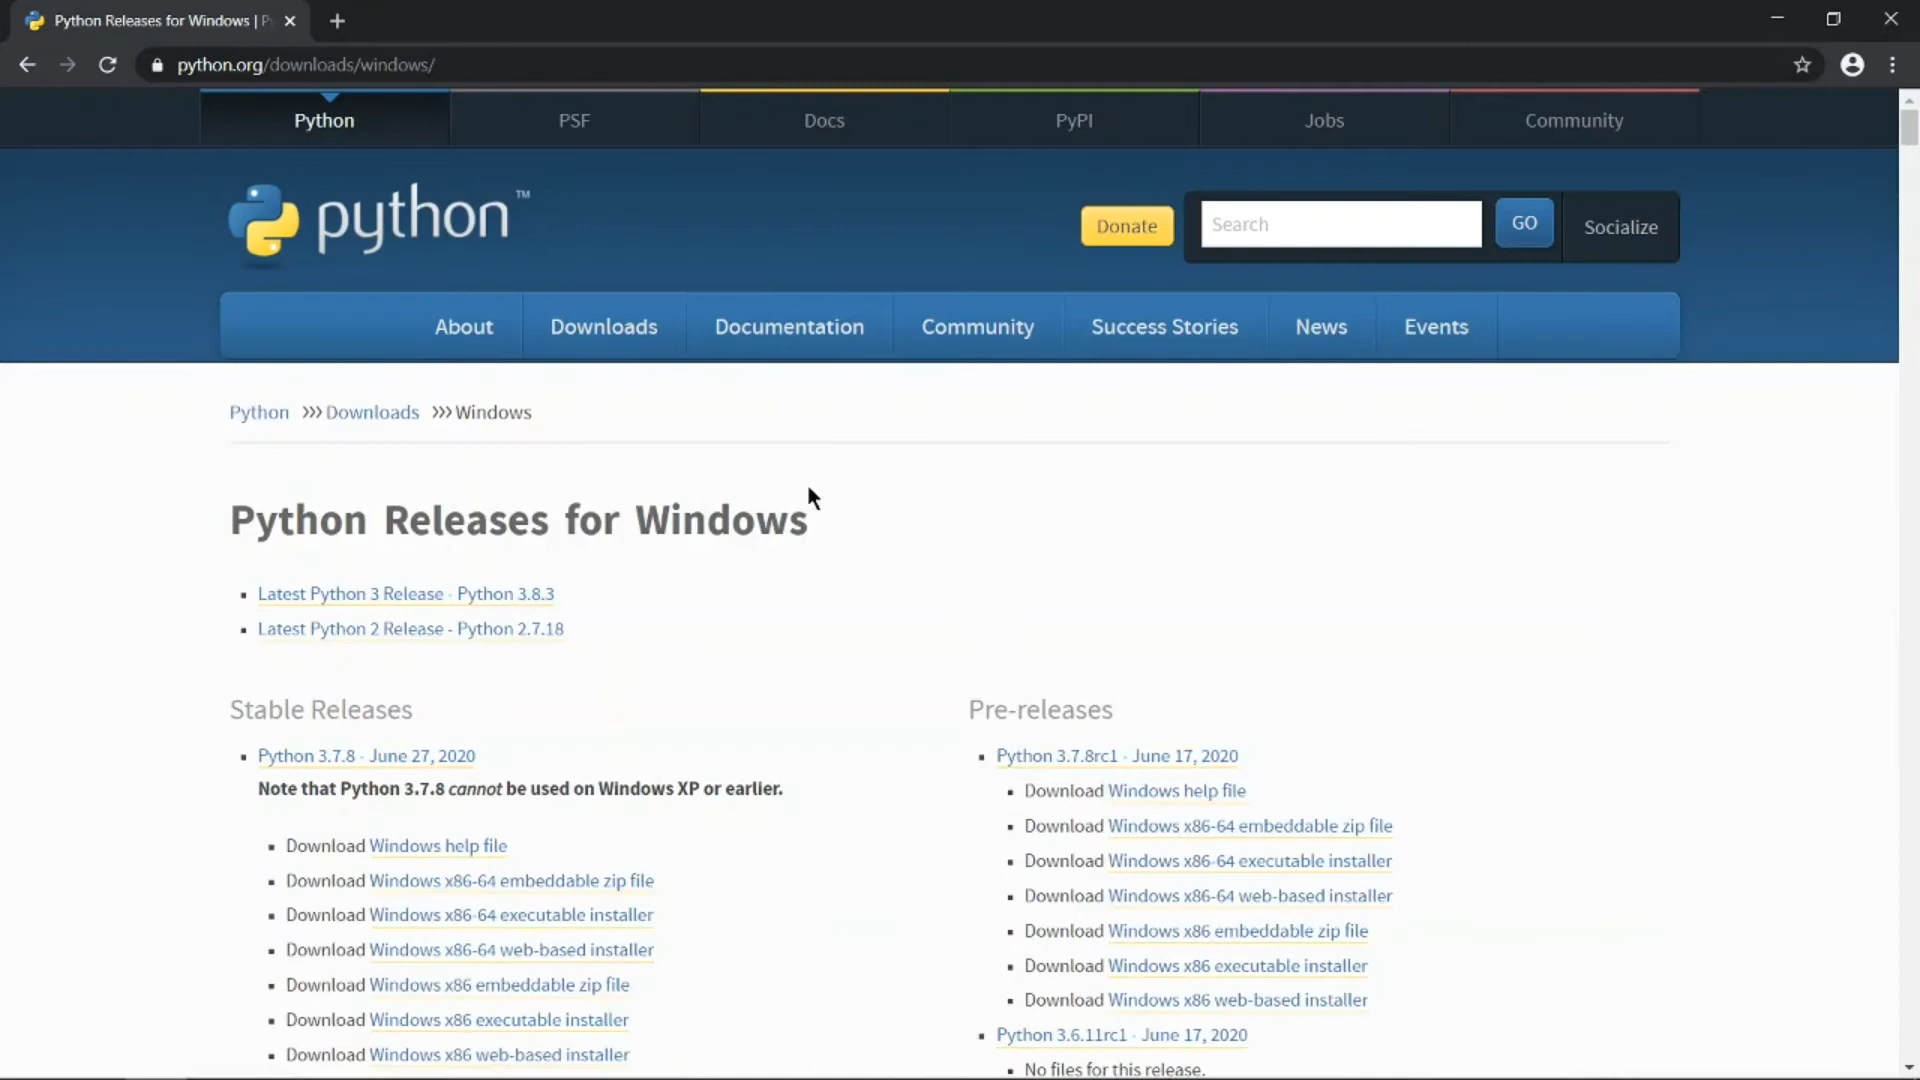 Python Releases for Windows | P
python.org/downloads/windows/
Python
PSF
Docs
PyPI
Jobs
Community
python™
Donate
Search
GO
Socialize
About
Downloads
Documentation
Community
Success Stories
News
Events
Python >>> Downloads >>> Windows
Python Releases for Windows
Latest Python 3 Release - Python 3.8.3
Latest Python 2 Release - Python 2.7.18
Stable Releases
Python 3.7.8 - June 27, 2020
Note that Python 3.7.8 cannot be used on Windows XP or earlier.
Download Windows help file
Download Windows x86-64 embeddable zip file
Download Windows x86-64 executable installer
Download Windows x86-64 web-based installer
Download Windows x86 embeddable zip file
Download Windows x86 executable installer
Download Windows x86 web-based installer
Pre-releases
Python 3.7.8rc1 - June 17, 2020
Download Windows help file
Download Windows x86-64 embeddable zip file
Download Windows x86-64 executable installer
Download Windows x86-64 web-based installer
Download Windows x86 embeddable zip file
Download Windows x86 executable installer
Download Windows x86 web-based installer
Python 3.6.11rc1 - June 17, 2020
No files for this release.